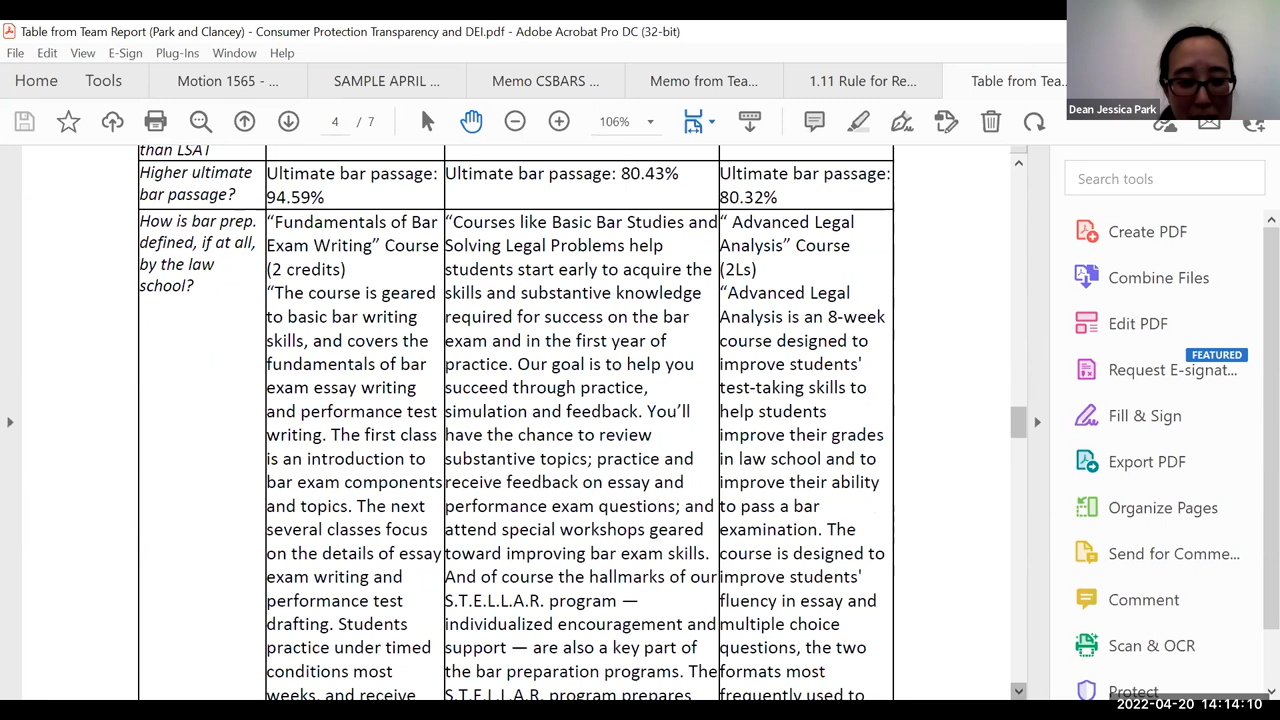 Table from Team Report (Park and Clancey) - Consumer Protection Transparency and DEI.pdf - Adobe Acrobat Pro DC (32-bit)
File Edit View E-Sign Plug-Ins Window Help
Home Tools Motion 1565 - ... SAMPLE APRIL ... Memo CSBARS ... Memo from Tea... 1.11 Rule for Re... Table from Tea...
Dean Jessica Park
4 / 7 106%
than LSAT
Higher ultimate
bar passage?
Ultimate bar passage:
94.59%
Ultimate bar passage: 80.43%
Ultimate bar passage:
80.32%
How is bar prep.
defined, if at all,
by the law
school?
“Fundamentals of Bar
Exam Writing” Course
(2 credits)
“The course is geared
to basic bar writing
skills, and covers the
fundamentals of bar
exam essay writing
and performance test
writing. The first class
is an introduction to
bar exam components
and topics. The next
several classes focus
on the details of essay
exam writing and
performance test
drafting. Students
practice under timed
conditions most
weeks, and receive
“Courses like Basic Bar Studies and
Solving Legal Problems help
students start early to acquire the
skills and substantive knowledge
required for success on the bar
exam and in the first year of
practice. Our goal is to help you
succeed through practice,
simulation and feedback. You’ll
have the chance to review
substantive topics; practice and
receive feedback on essay and
performance exam questions; and
attend special workshops geared
toward improving bar exam skills.
And of course the hallmarks of our
S.T.E.L.L.A.R. program —
individualized encouragement and
support — are also a key part of
the bar preparation programs. The
S.T.E.L.L.A.R. program prepares
“ Advanced Legal
Analysis” Course
(2Ls)
“Advanced Legal
Analysis is an 8-week
course designed to
improve students'
test-taking skills to
help students
improve their grades
in law school and to
improve their ability
to pass a bar
examination. The
course is designed to
improve students'
fluency in essay and
multiple choice
questions, the two
formats most
frequently used to
Search tools
Create PDF
Combine Files
Edit PDF
FEATURED
Request E-signat...
Fill & Sign
Export PDF
Organize Pages
Send for Comme...
Comment
Scan & OCR
Protect
2022-04-20 14:14:10